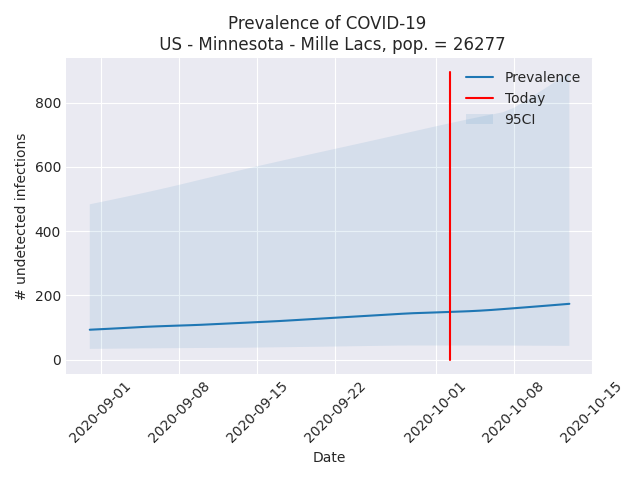 Prevalence of COVID-19
US - Minnesota - Mille Lacs, pop. = 26277
# undetected infections
800
600
400
200
0
Prevalence
Today
95CI
2020-09-01
2020-09-08
2020-09-15
2020-09-22
2020-10-01
2020-10-08
2020-10-15
Date